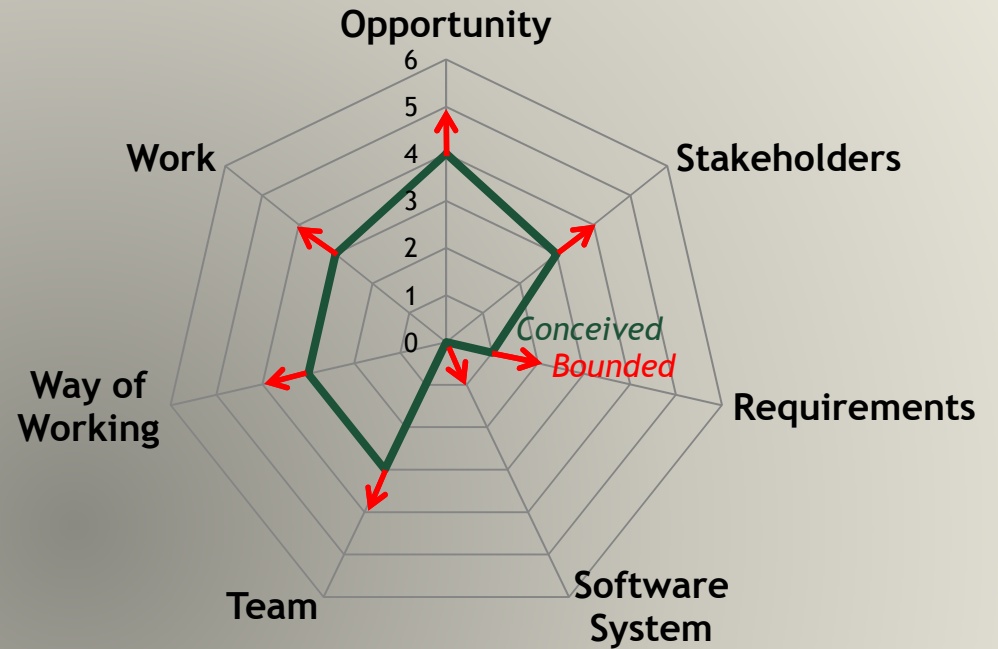 Opportunity
6
5
4
3
2
1
0
Work
Stakeholders
Conceived
Bounded
Way of
Working
Requirements
Team
Software
System